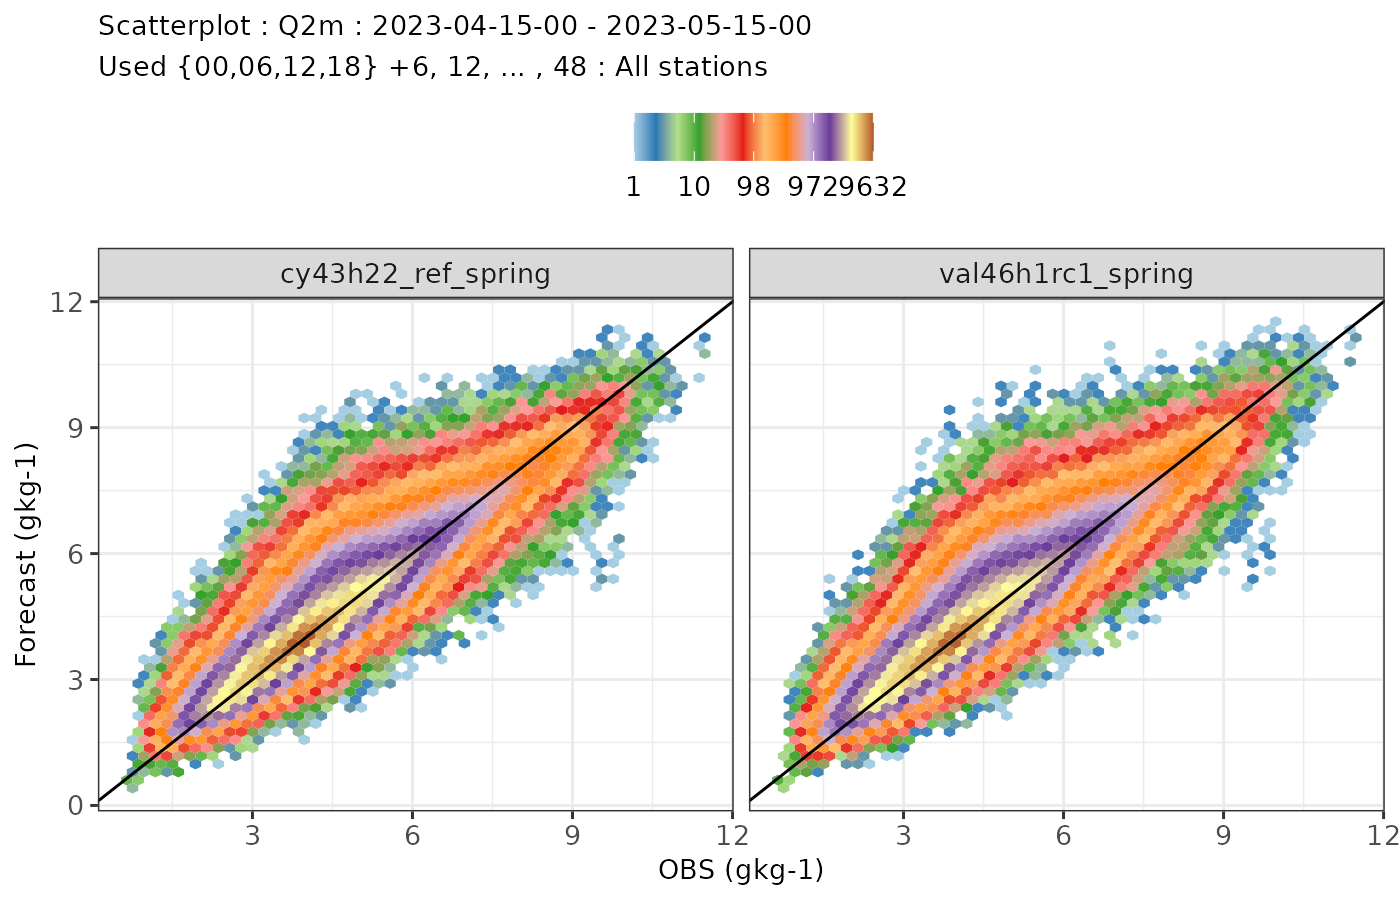 Scatterplot : Q2m : 2023-04-15-00 - 2023-05-15-00
Used {00,06,12,18} +6, 12, ... , 48 : All stations
1 10 98 972 9632
cy43h22_ref_spring val46h1rc1_spring
Forecast (gkg-1)
12
9
6
3
0
3 6 9 12 3 6 9 12
OBS (gkg-1)